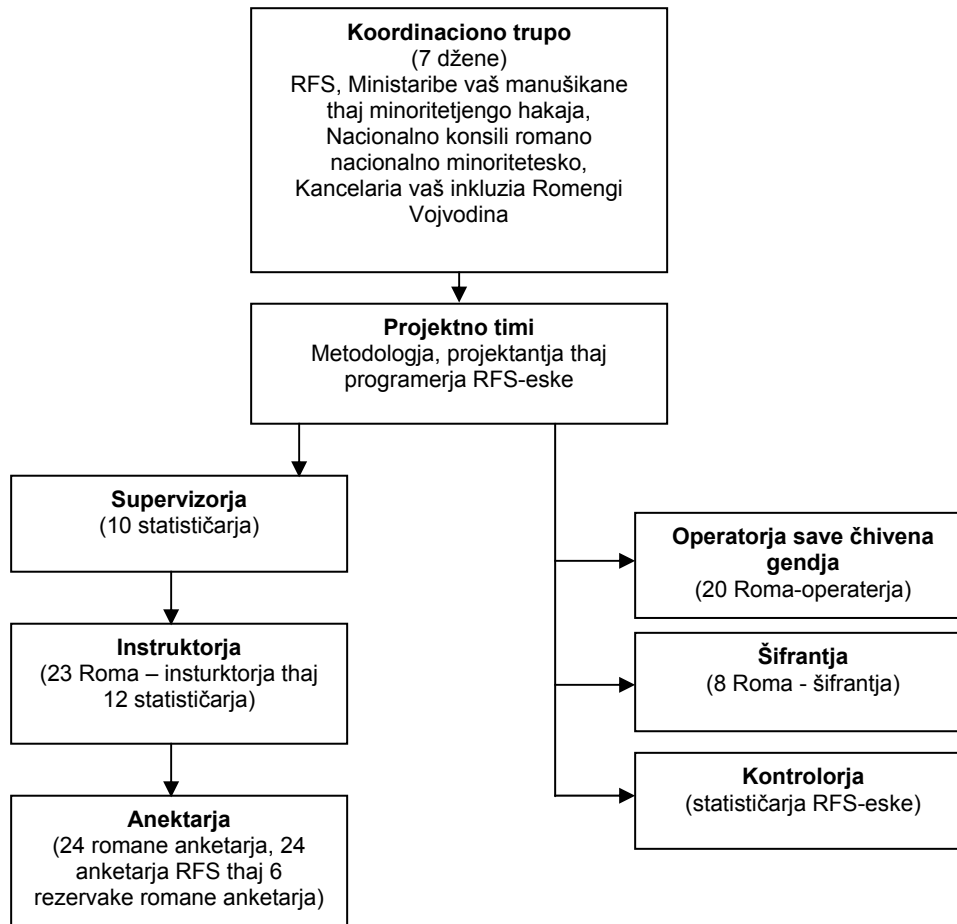 Koordinaciono trupo
(7 džene)
RFS, Ministaribe vaš manušikane
thaj minoritetjengo hakaja,
Nacionalno konsili romano
nacionalno minoritetesko,
Kancelaria vaš inkluzia Romengi
Vojvodina
Projektno timi
Metodologja, projektantja thaj
programerja RFS-eske
Supervizorja
(10 statističarja)
Instruktorja
(23 Roma – insturktorja thaj
12 statističarja)
Anektarja
(24 romane anketarja, 24
anketarja RFS thaj 6
rezervake romane anketarja)
Operatorja save čhivena
gendja
(20 Roma-operaterja)
Šifrantja
(8 Roma - šifrantja)
Kontrolorja
(statističarja RFS-eske)